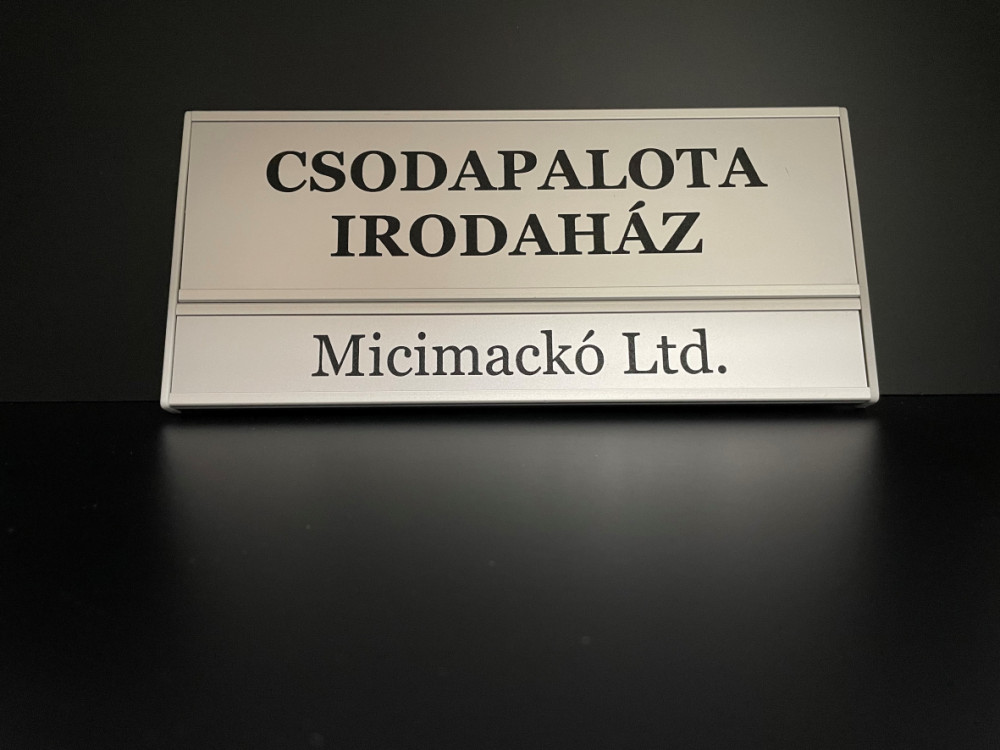 CSODAPALOTA
IRODAHÁZ
Micimackó Ltd.